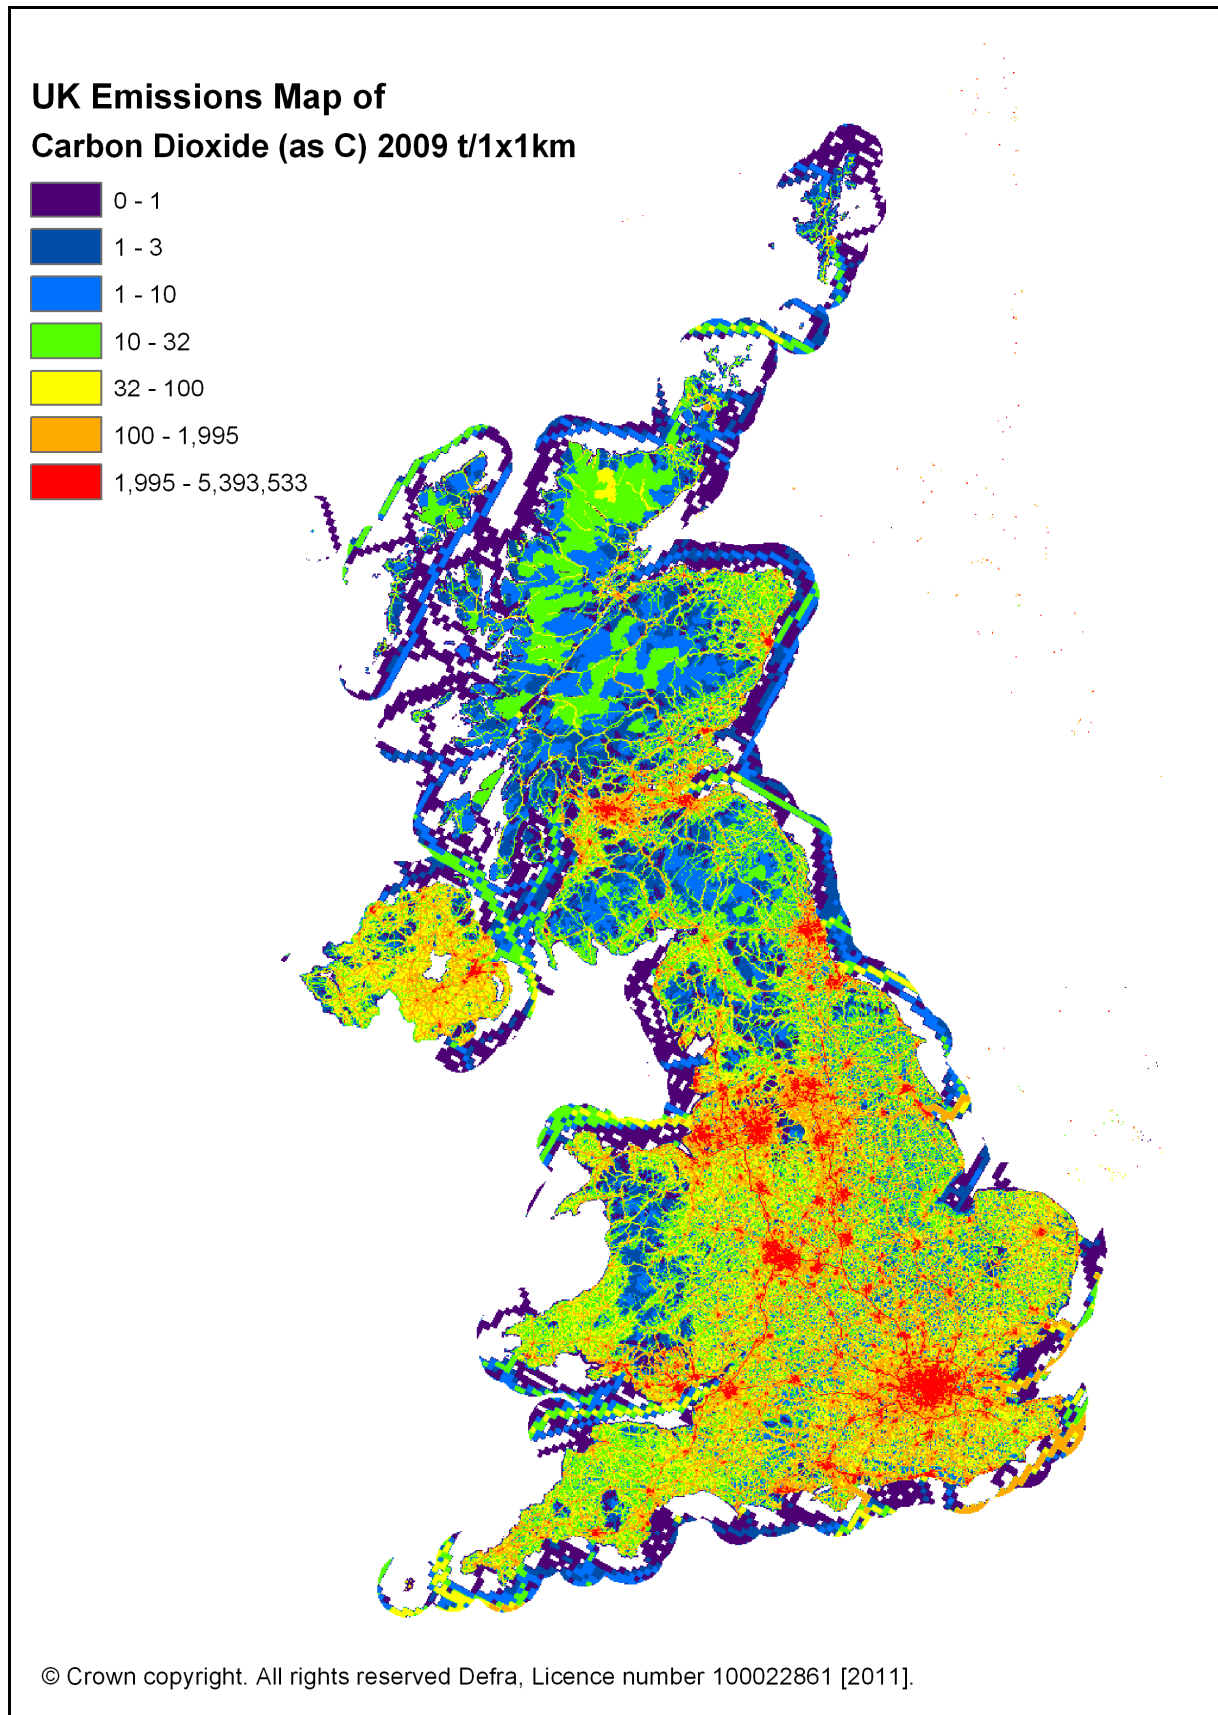 UK Emissions Map of
Carbon Dioxide (as C) 2009 t/1x1km
0 - 1
1 - 3
1 - 10
10 - 32
32 - 100
100 - 1,995
1,995 - 5,393,533
© Crown copyright. All rights reserved Defra, Licence number 100022861 [2011].